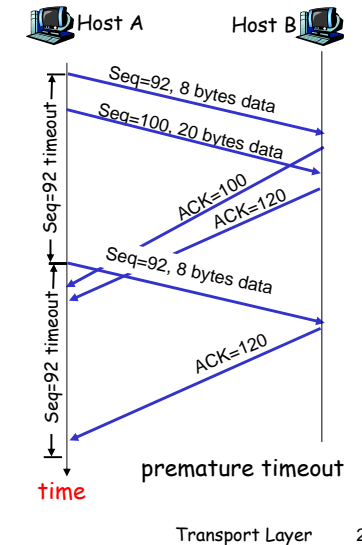 Host A
Host B
Seq=92, 8 bytes data
Seq=100, 20 bytes data
Seq=92 timeout
ACK=100
ACK=120
Seq=92, 8 bytes data
Seq=92 timeout
ACK=120
premature timeout
time
Transport Layer 2